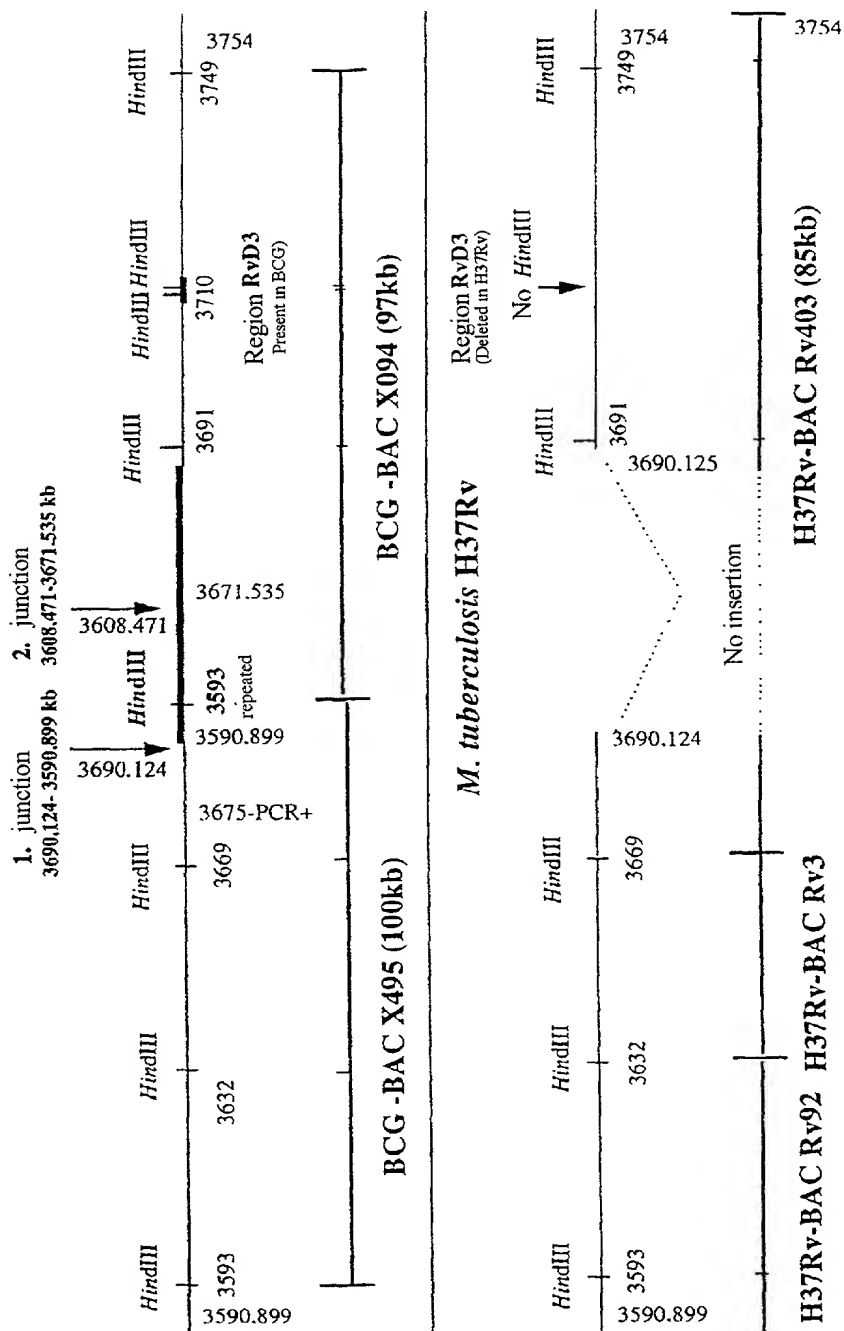 1. junction
3690,124- 3590.899 kb
2. junction
3608.471-3671.535 kb
HindIII
HindIII
HindIII
HindIII
HindIII
HindIII
HindIII
HindIII
3690.124
3608.471
3590.899
3593
3632
3669
3675-PCR+
3590.899
3593
repeated
3671.535
3691
3710
3749
3754
Region RvD3
Present in BCG)
BCG -BAC X495 (100kb)
BCG -BAC X094 (97kb)
M. tuberculosis H37Rv
Region RvD3
(Deleted in H37Rv)
No HindIII
HindIII
HindIII
HindIII
HindIII
HindIII
3590.899
3593
3632
3669
3690.124
3690.125
3691
3749
3754
No insertion
3754
H37Rv-BAC Rv92
H37Rv-BAC Rv3
H37Rv-BAC Rv403 (85kb)